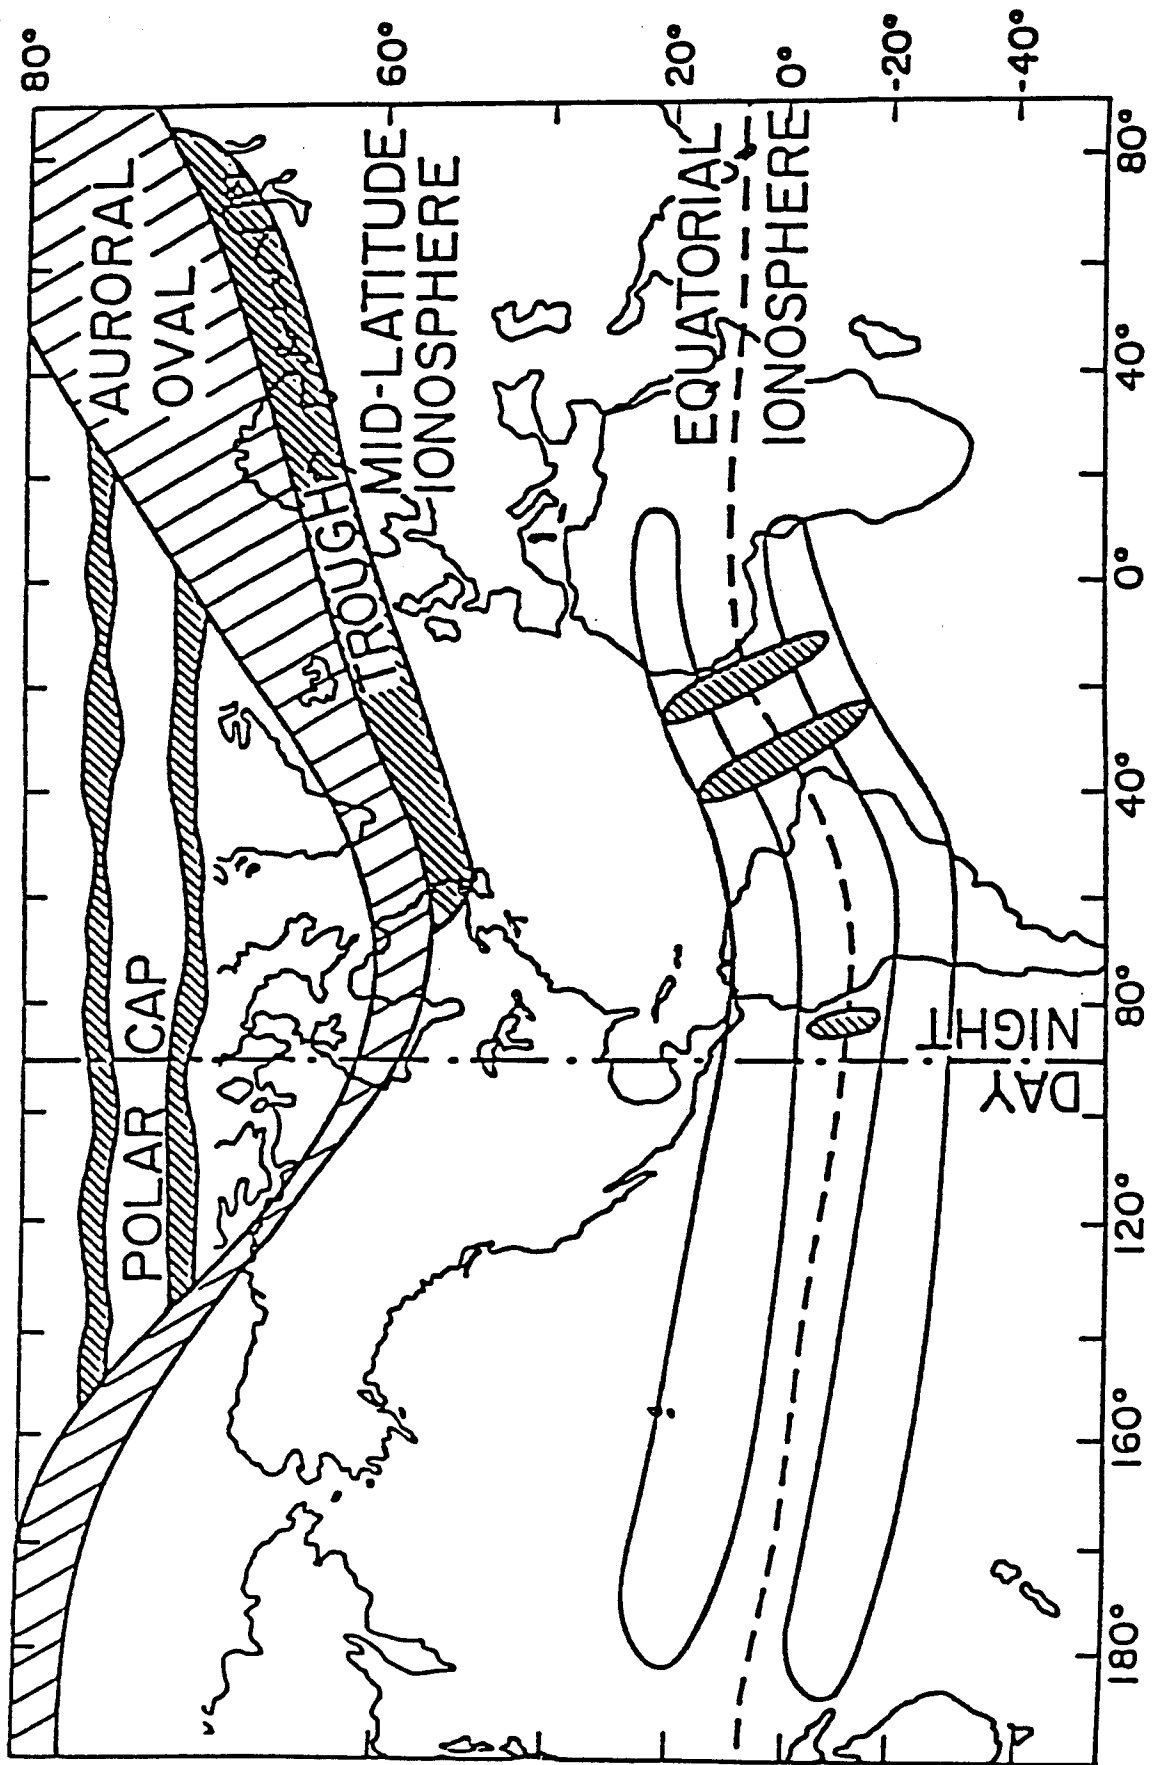 80°
60°
20°
0°
-20°
-40°
AURORAL
OVAL
POLAR CAP
TROUGH
MID-LATITUDE
IONOSPHERE
EQUATORIAL
IONOSPHERE
DAY
NIGHT
180°
160°
120°
80°
40°
0°
40°
80°